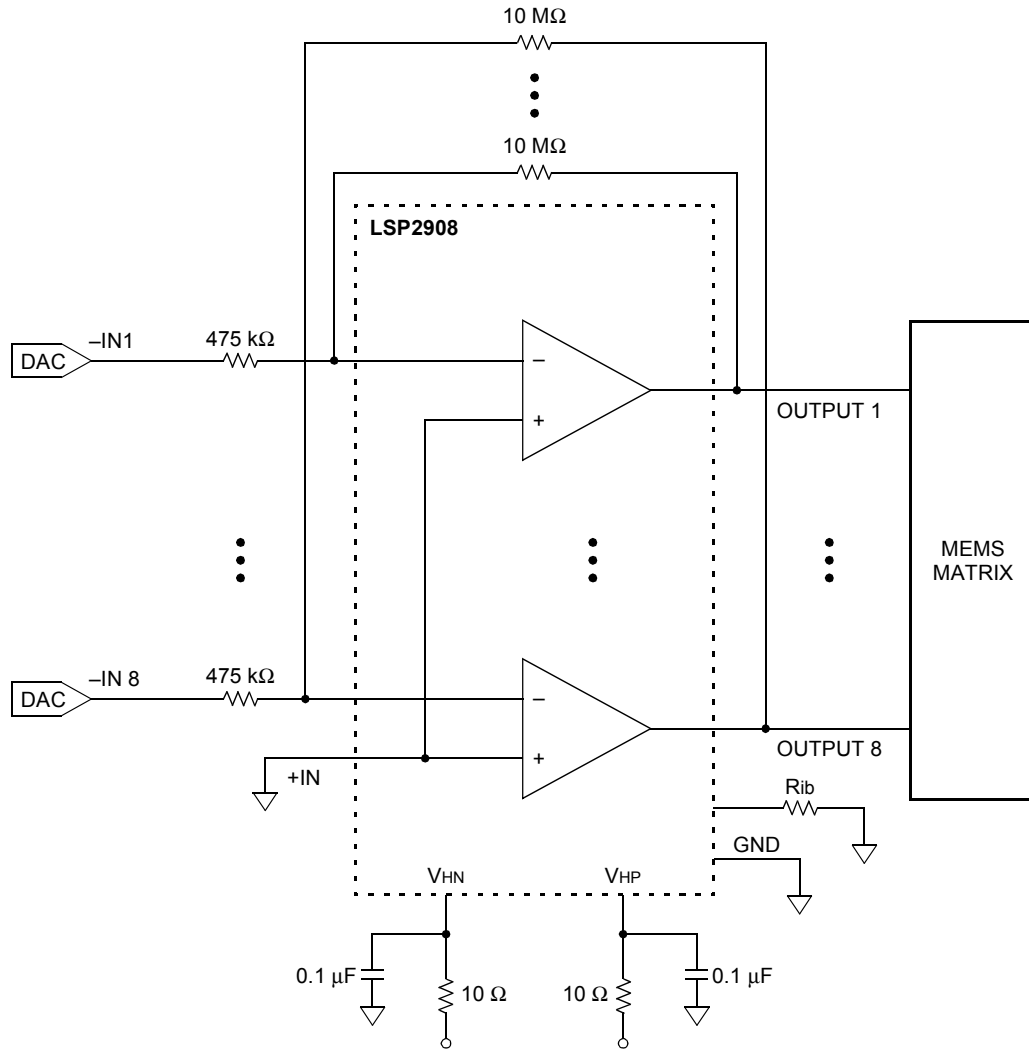 10 MΩ
10 MΩ
LSP2908
–IN1
475 kΩ
DAC
−
+
OUTPUT 1
MEMS
MATRIX
–IN 8
475 kΩ
DAC
−
+
OUTPUT 8
+IN
Rib
GND
VHN
VHP
0.1 μF
10 Ω
10 Ω
0.1 μF